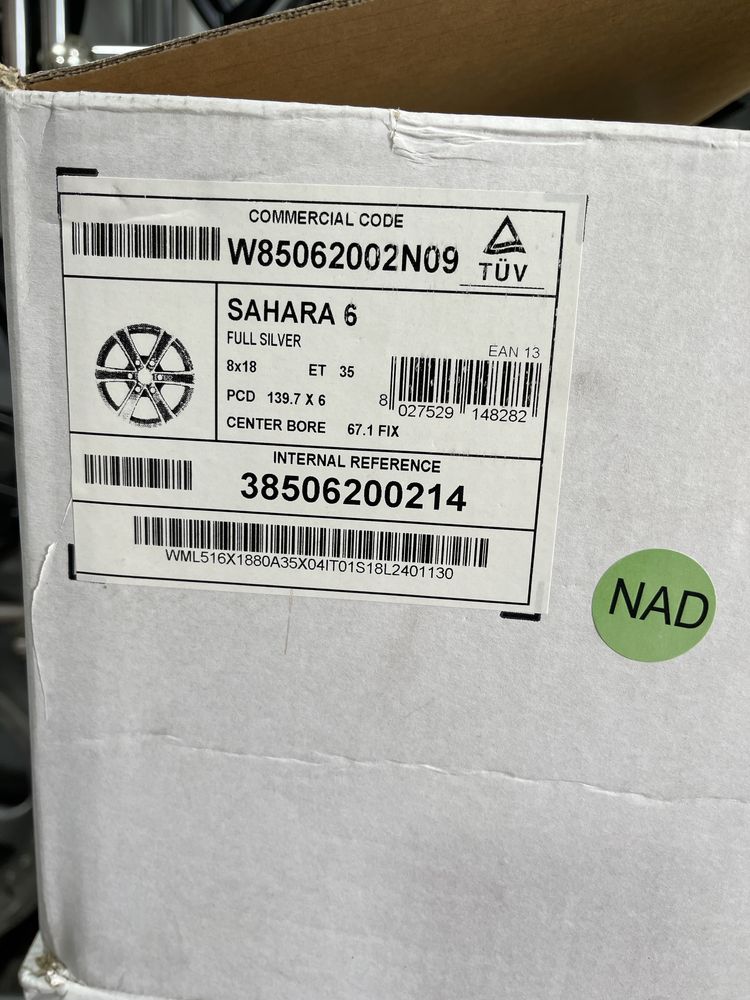 COMMERCIAL CODE
W85062002N09
TÜV
SAHARA 6
FULL SILVER
8x18 ET 35
PCD 139.7 X 6
CENTER BORE 67.1 FIX
EAN 13
8 027529 148282
INTERNAL REFERENCE
38506200214
WML516X1880A35X04IT01S18L2401130
NAD